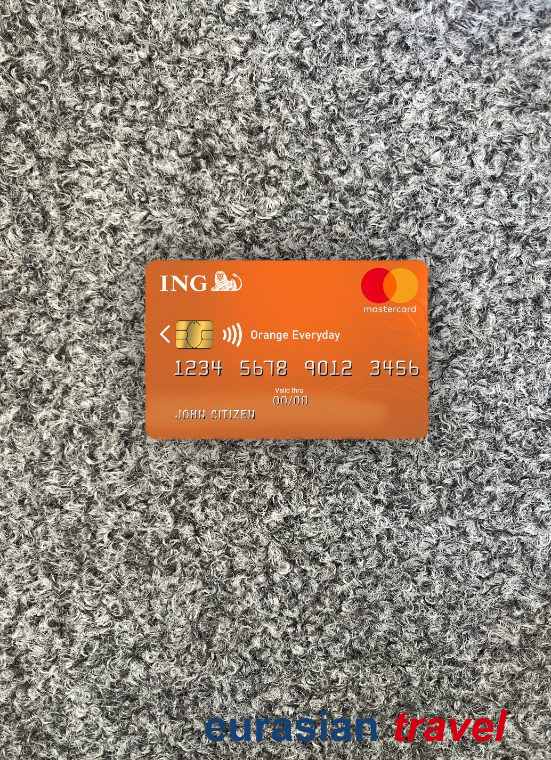 ING
mastercard
Orange Everyday
1234 5678 9012 3456
Valid thru
00/00
JOHN CITIZEN
eurasian travel